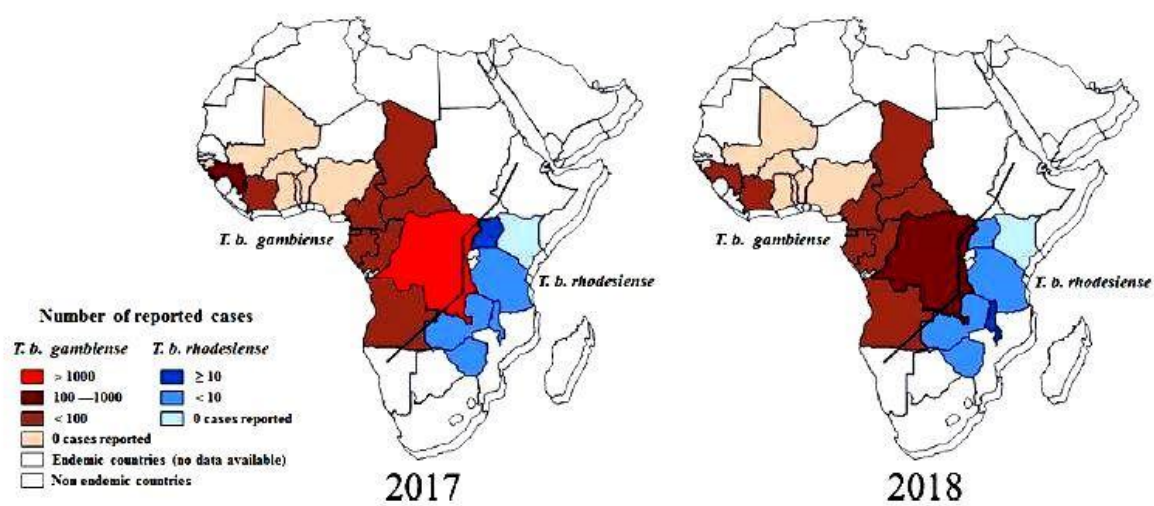 T. b. gambiense
T. b. rhodesiense
T. b. gambiense
T. b. rhodesiense
Number of reported cases
T. b. gambiense T. b. rhodesiense
> 1000 ≥ 10
100 —1000 < 10
< 100 0 cases reported
0 cases reported
Endemic countries (no data available)
Non endemic countries
2017
2018